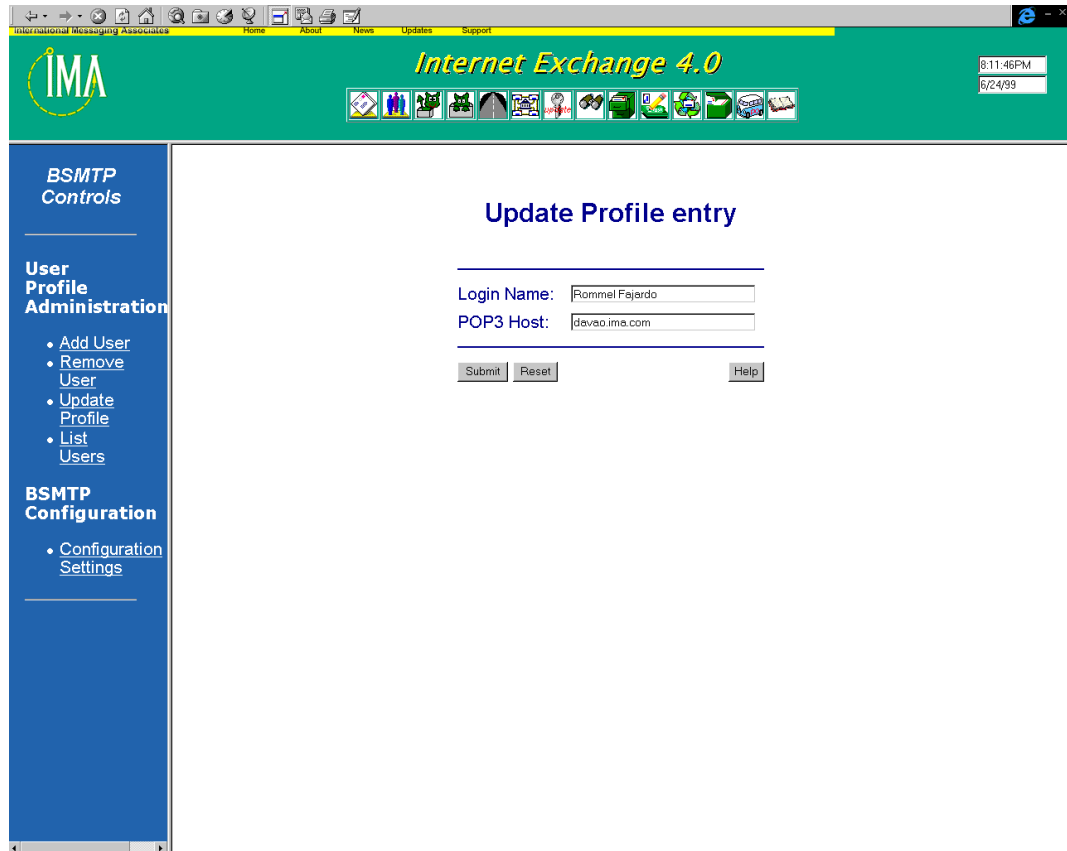 International Messaging Associates Home About News Updates Support
IMA
Internet Exchange 4.0
8:11:46PM
6/24/99
update
BSMTP
Controls
User
Profile
Administration
Add User
Remove
User
Update
Profile
List
Users
BSMTP
Configuration
Configuration
Settings
Update Profile entry
Login Name: Rommel Fajardo
POP3 Host: davao.ima.com
Submit Reset Help